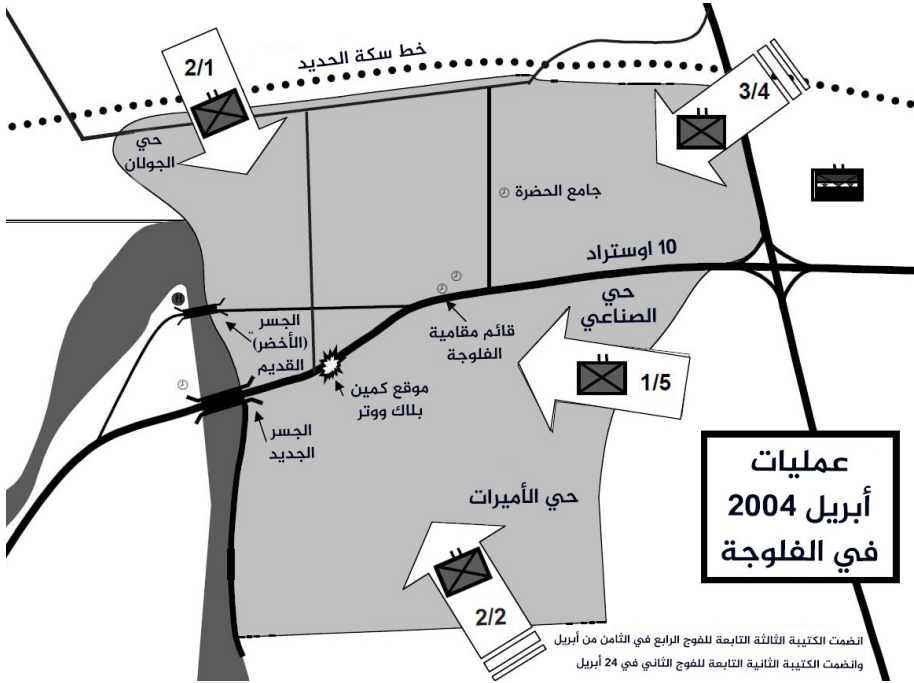 خط سكة الحديد
2/1
3/4
حي
الجولان
جامع الحضرة
10 اوستراد
حي
الصناعي
الجسر
(الأخضر)
القديم
قائم مقامية
الفلوجة
H
1/5
موقع كمين
بلاك ووتر
الجسر
الجديد
حي الأميرات
عمليات
أبريل 2004
في الفلوجة
2/2
انضمت الكتيبة الثالثة التابعة للفوج الرابع في الثامن من أبريل
وانضمت الكتيبة الثانية التابعة للفوج الثاني في 24 أبريل